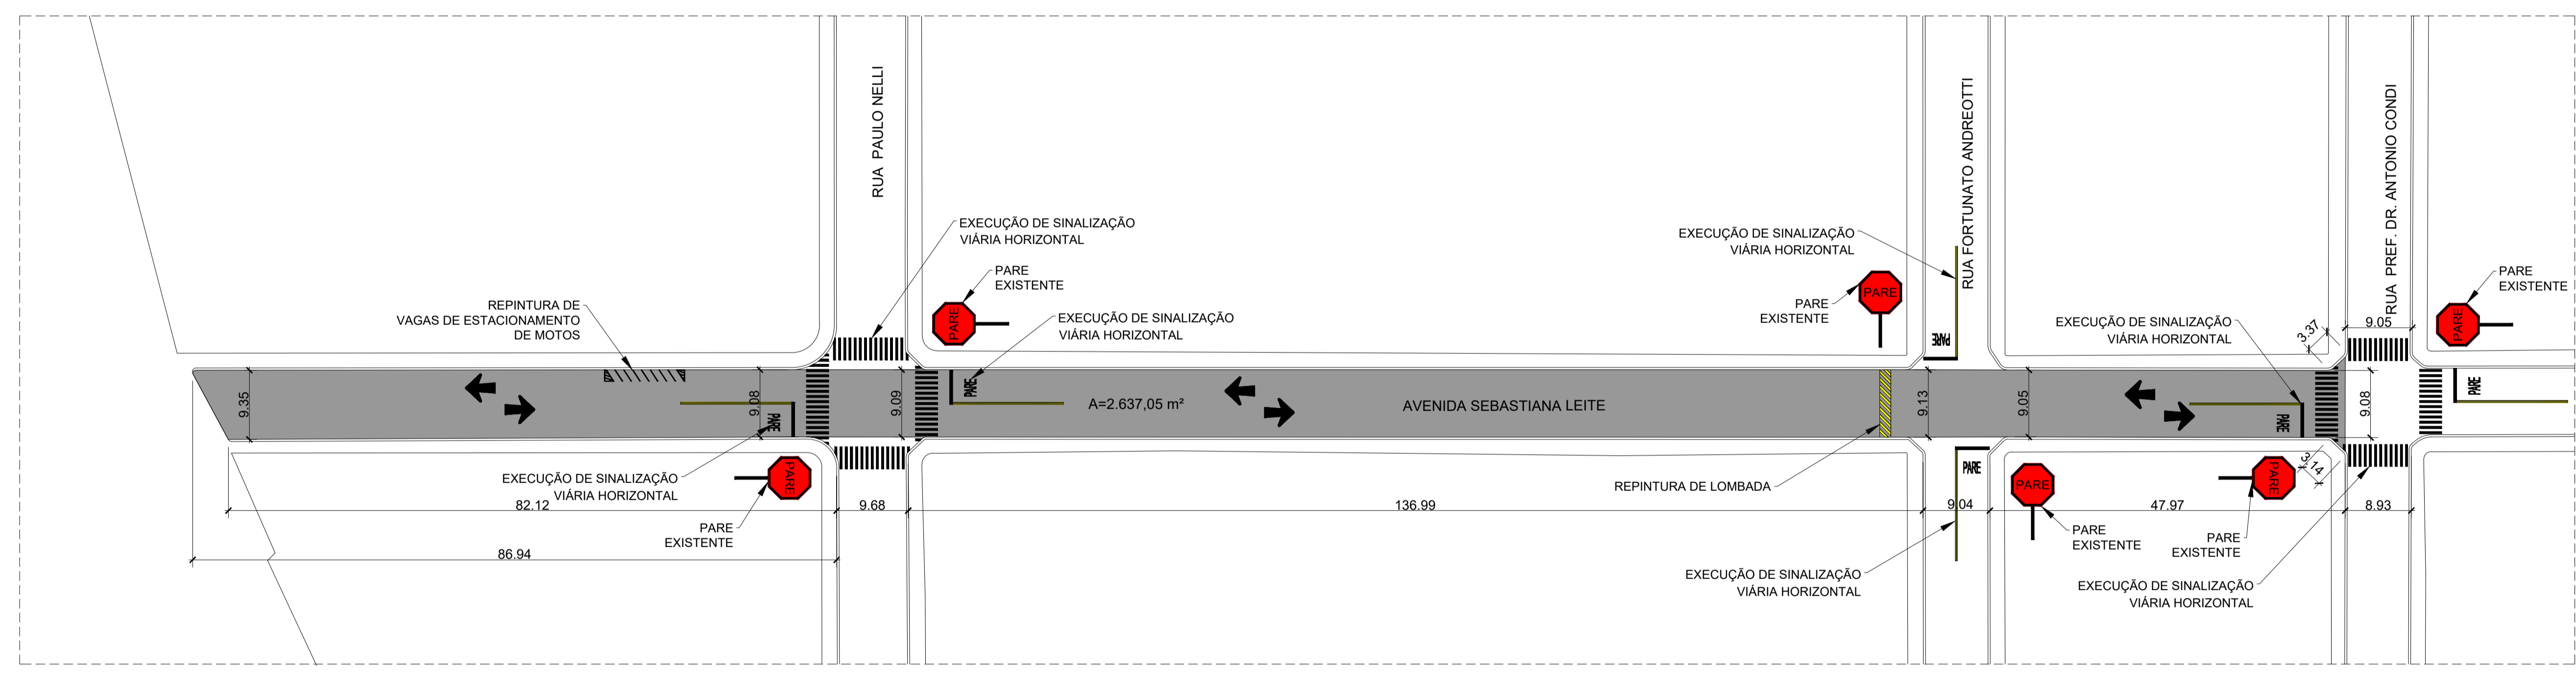 RUA PAULO NELLI
RUA FORTUNATO ANDREOTTI
RUA PREF. DR. ANTONIO CONDI
EXECUÇÃO DE SINALIZAÇÃO
VIÁRIA HORIZONTAL
PARE
EXISTENTE
PARE
EXECUÇÃO DE SINALIZAÇÃO
VIÁRIA HORIZONTAL
REPINTURA DE
VAGAS DE ESTACIONAMENTO
DE MOTOS
EXECUÇÃO DE SINALIZAÇÃO
VIÁRIA HORIZONTAL
PARE
PARE
EXISTENTE
PARE
EXECUÇÃO DE SINALIZAÇÃO
VIÁRIA HORIZONTAL
3.37
9.05
PARE
EXISTENTE
PARE
9.35
9.08
PARE
9.09
PARE
A=2.637,05 m²
AVENIDA SEBASTIANA LEITE
9.13
9.05
PARE
9.08
PARE
EXECUÇÃO DE SINALIZAÇÃO
VIÁRIA HORIZONTAL
PARE
PARE
EXISTENTE
REPINTURA DE LOMBADA
PARE
PARE
PARE
EXISTENTE
PARE
PARE
EXISTENTE
3.14
82.12
9.68
136.99
9.04
47.97
8.93
86.94
EXECUÇÃO DE SINALIZAÇÃO
VIÁRIA HORIZONTAL
EXECUÇÃO DE SINALIZAÇÃO
VIÁRIA HORIZONTAL